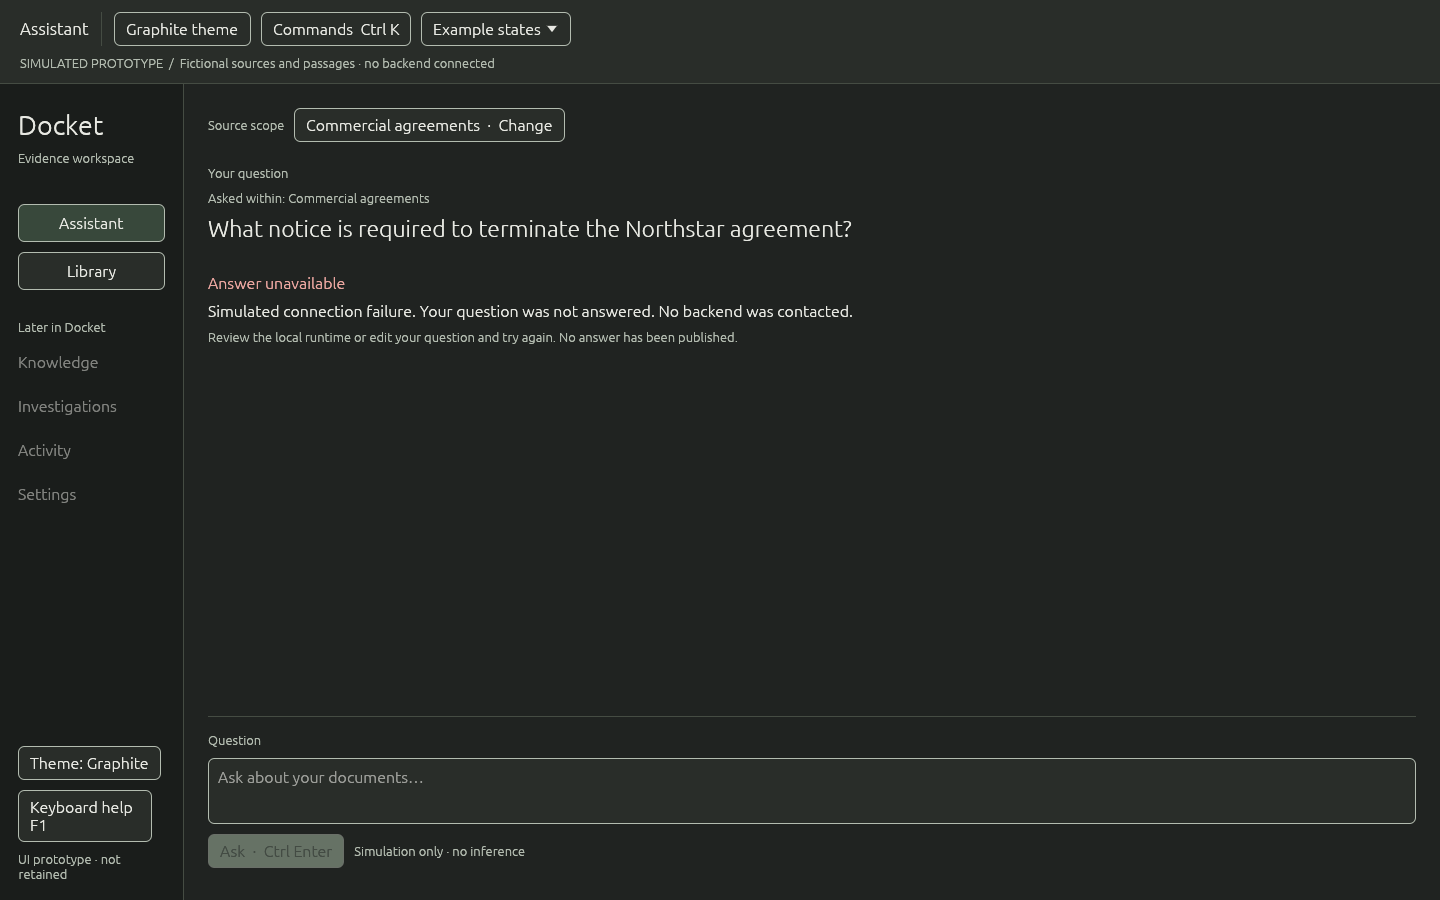 Assistant
Graphite theme
Commands Ctrl K
Example states
SIMULATED PROTOTYPE / Fictional sources and passages · no backend connected
Docket
Evidence workspace
Assistant
Library
Later in Docket
Knowledge
Investigations
Activity
Settings
Theme: Graphite
Keyboard help
F1
UI prototype · not
retained
Source scope
Commercial agreements · Change
Your question
Asked within: Commercial agreements
What notice is required to terminate the Northstar agreement?
Answer unavailable
Simulated connection failure. Your question was not answered. No backend was contacted.
Review the local runtime or edit your question and try again. No answer has been published.
Question
Ask about your documents…
Ask · Ctrl Enter
Simulation only · no inference